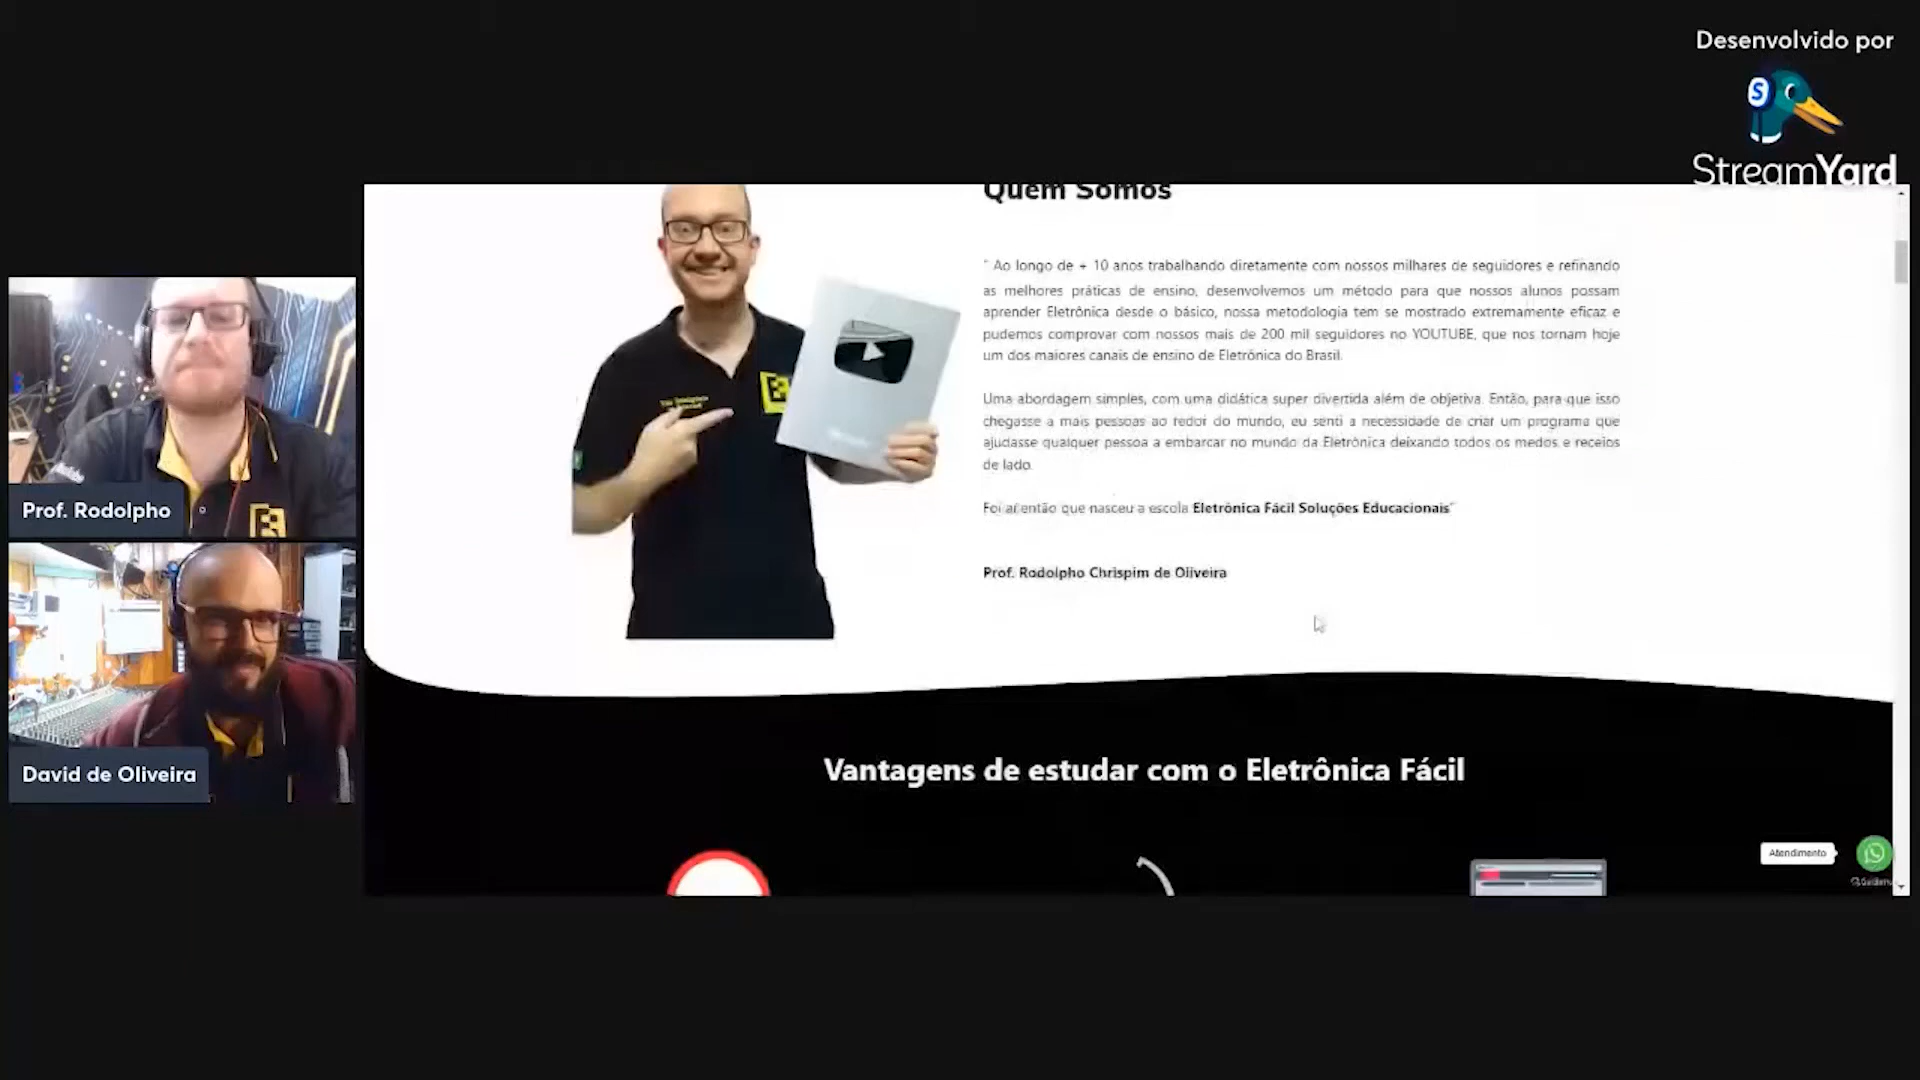 Desenvolvido por
StreamYard
Quem Somos
" Ao longo de + 10 anos trabalhando diretamente com nossos milhares de seguidores e refinando
as melhores práticas de ensino, desenvolvemos um método para que nossos alunos possam
aprender Eletrônica desde o básico, nossa metodologia tem se mostrado extremamente eficaz e
pudemos comprovar com nossos mais de 200 mil seguidores no YOUTUBE, que nos tornam hoje
um dos maiores canais de ensino de Eletrônica do Brasil.
Uma abordagem simples, com uma didática super divertida além de objetiva. Então, para que isso
chegasse a mais pessoas ao redor do mundo, eu senti a necessidade de criar um programa que
ajudasse qualquer pessoa a embarcar no mundo da Eletrônica deixando todos os medos e receios
de lado.
Foi aí então que nasceu a escola Eletrônica Fácil Soluções Educacionais"
Prof. Rodolpho Chrispim de Oliveira
Prof. Rodolpho
David de Oliveira
Vantagens de estudar com o Eletrônica Fácil
Atendimento